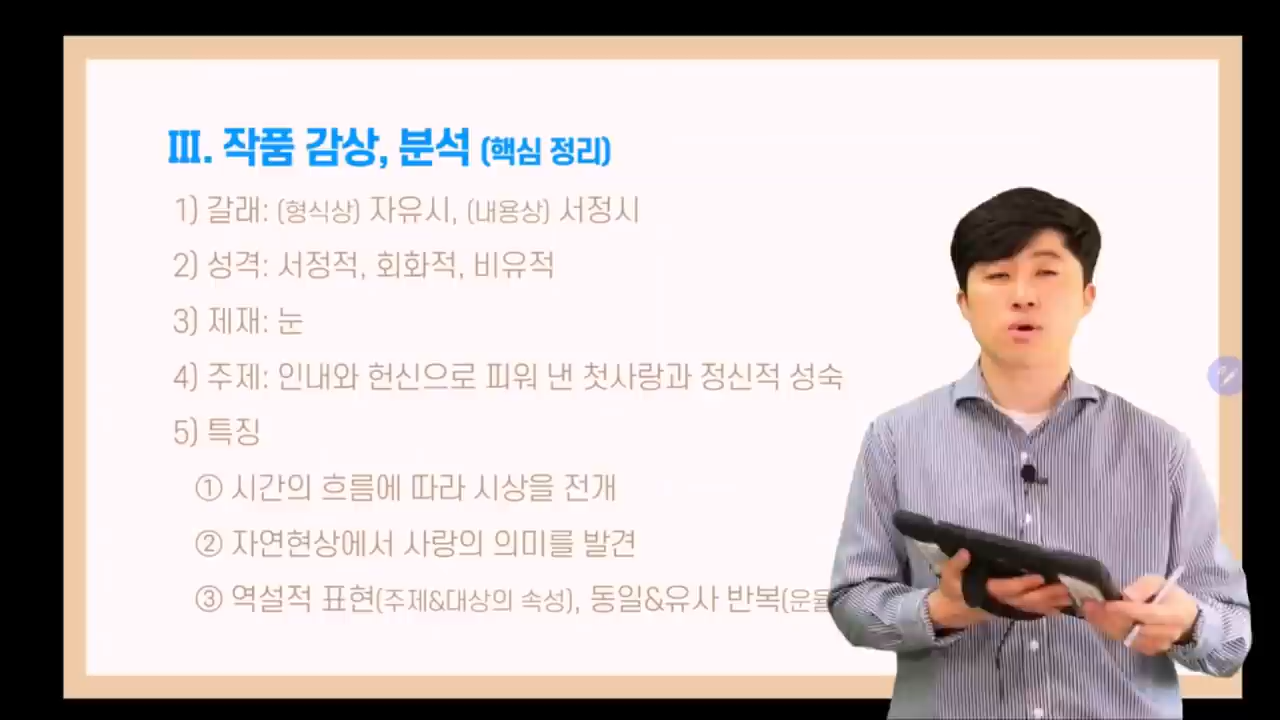 Ⅲ. 작품 감상, 분석 (핵심 정리)
1) 갈래: (형식상) 자유시, (내용상) 서정시
2) 성격: 서정적, 회화적, 비유적
3) 제재: 눈
4) 주제: 인내와 헌신으로 피워 낸 첫사랑과 정신적 성숙
5) 특징
① 시간의 흐름에 따라 시상을 전개
② 자연현상에서 사랑의 의미를 발견
③ 역설적 표현(주제&대상의 속성), 동일&유사 반복(운율